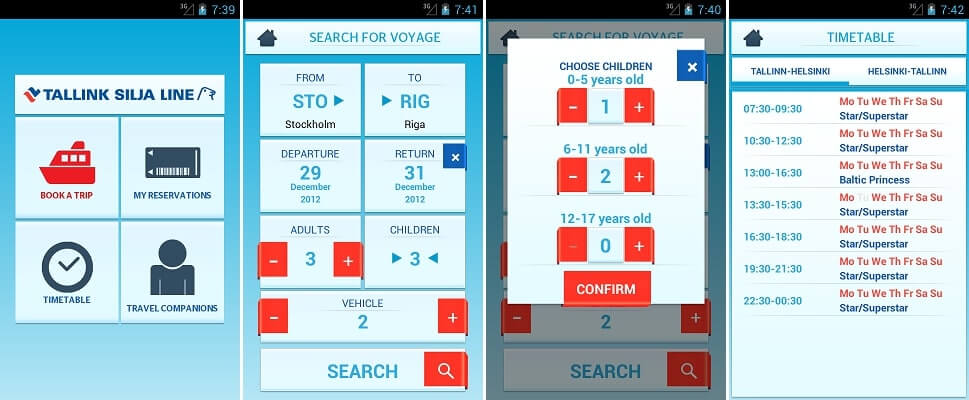 3G 7:39
TALLINK SILJA LINE
BOOK A TRIP
MY RESERVATIONS
TIMETABLE
TRAVEL COMPANIONS
3G 7:41
SEARCH FOR VOYAGE
FROM
TO
STO
RIG
Stockholm
Riga
DEPARTURE
RETURN
×
29
31
December
December
2012
2012
ADULTS
CHILDREN
- 3 +
3
VEHICLE
- 2 +
SEARCH
3G 7:40
SEARCH FOR VOYAGE
×
CHOOSE CHILDREN
0-5 years old
- 1 +
6-11 years old
- 2 +
12-17 years old
- 0 +
CONFIRM
2
SEARCH
3G 7:42
TIMETABLE
TALLINN-HELSINKI
HELSINKI-TALLINN
07:30-09:30 Mo Tu We Th Fr Sa Su
Star/Superstar
10:30-12:30 Mo Tu We Th Fr Sa Su
Star/Superstar
13:00-16:30 Mo Tu We Th Fr Sa Su
Baltic Princess
13:30-15:30 Mo Tu We Th Fr Sa Su
Star/Superstar
16:30-18:30 Mo Tu We Th Fr Sa Su
Star/Superstar
19:30-21:30 Mo Tu We Th Fr Sa Su
Star/Superstar
22:30-00:30 Mo Tu We Th Fr Sa Su
Star/Superstar